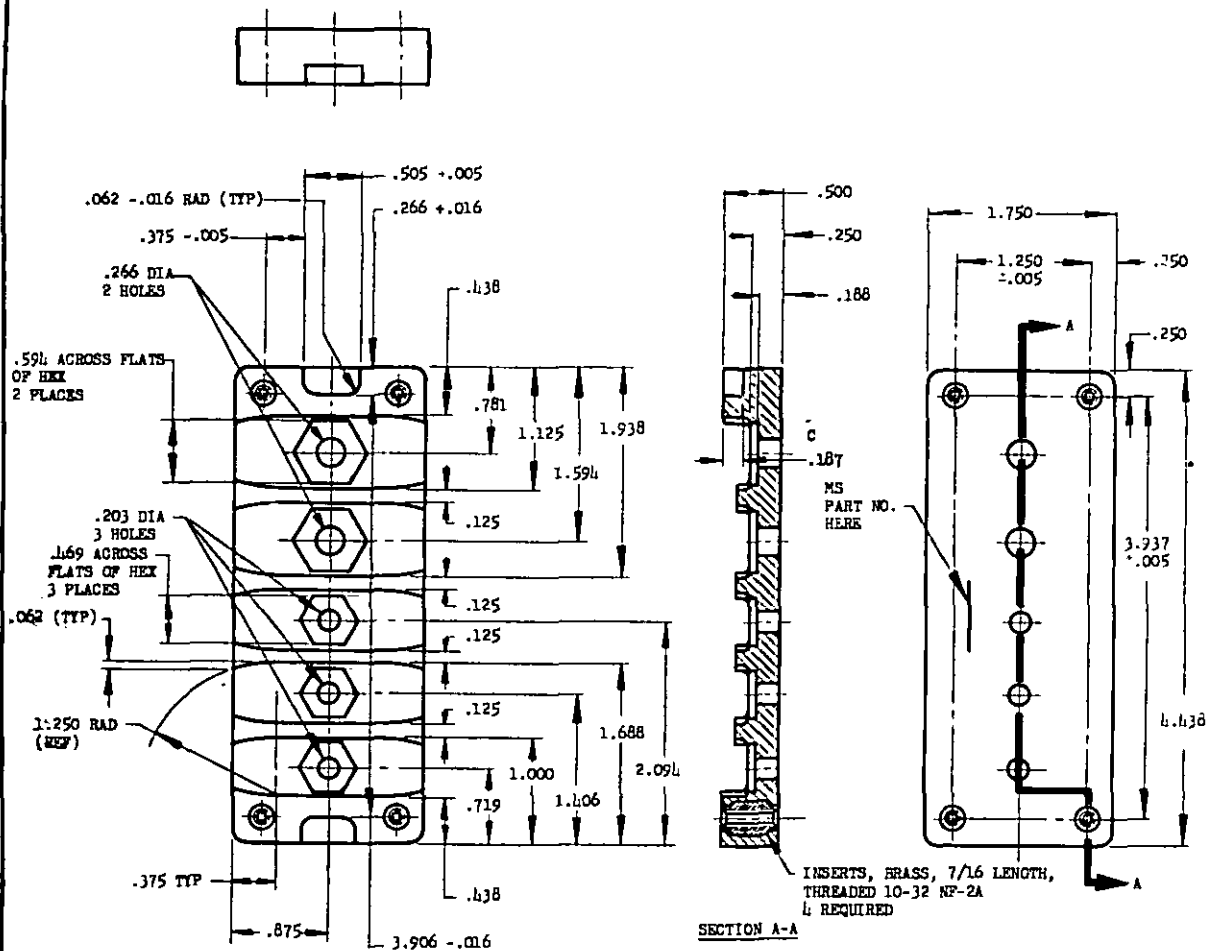 .505 +.005
.062 -.016 RAD (TYP)
.266 +.016
.375 -.005
.266 DIA
2 HOLES
.438
.594 ACROSS FLATS
OF HEX
2 PLACES
.781
1.125
1.938
1.594
.203 DIA
3 HOLES
.125
.469 ACROSS
FLATS OF HEX
3 PLACES
.062 (TYP)
.125
.125
.125
1.250 RAD
(REF)
1.688
2.094
1.000
1.406
.719
.375 TYP
.438
.875
3.906 -.016
.500
.250
.188
C
.187
MS
PART NO.
HERE
INSERTS, BRASS, 7/16 LENGTH,
THREADED 10-32 NF-2A
4 REQUIRED
SECTION A-A
1.750
1.250
±.005
.250
A
.250
3.937
±.005
4.438
A